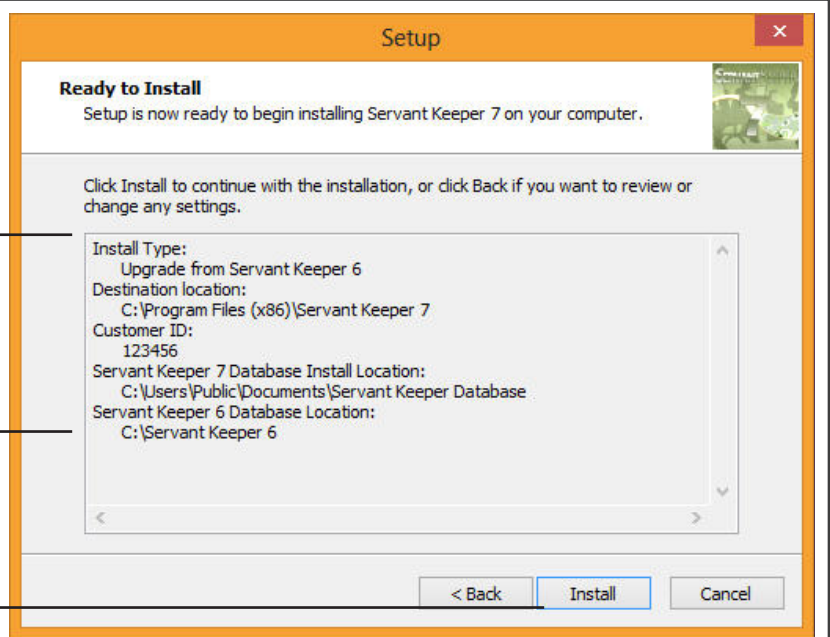 Setup
Ready to Install
Setup is now ready to begin installing Servant Keeper 7 on your computer.
Click Install to continue with the installation, or click Back if you want to review or
change any settings.
Install Type:
Upgrade from Servant Keeper 6
Destination location:
C:\Program Files (x86)\Servant Keeper 7
Customer ID:
123456
Servant Keeper 7 Database Install Location:
C:\Users\Public\Documents\Servant Keeper Database
Servant Keeper 6 Database Location:
C:\Servant Keeper 6
< Back
Install
Cancel